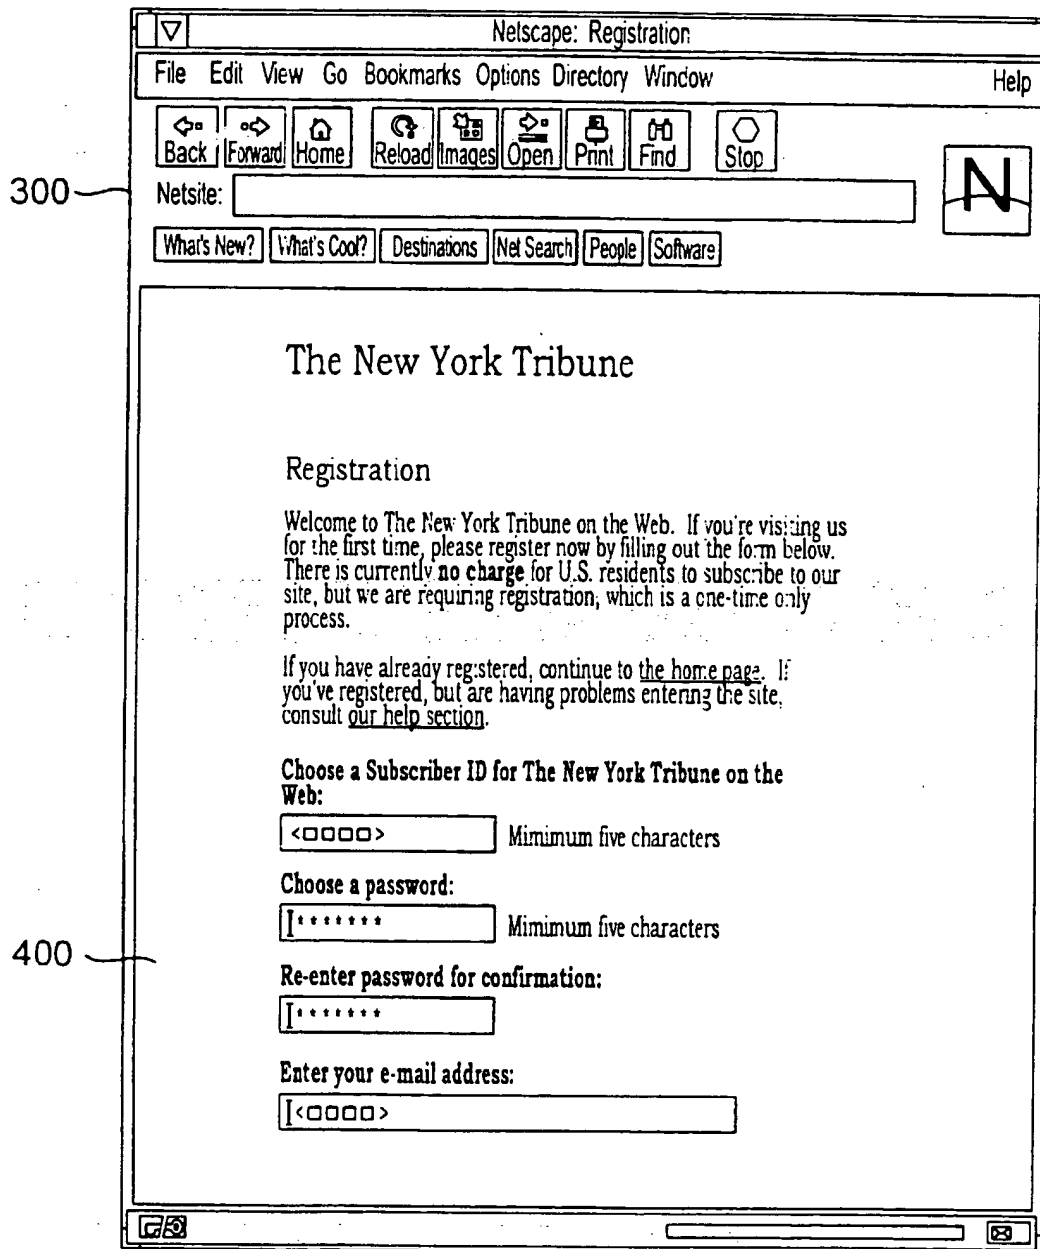 Netscape: Registration
File Edit View Go Bookmarks Options Directory Window Help
Back Forward Home Reload Images Open Print Find Stop
N
300
Netsite:
What's New? What's Cool? Destinations Net Search People Software
The New York Tribune
Registration
Welcome to The New York Tribune on the Web. If you're visiting us
for the first time, please register now by filling out the form below.
There is currently no charge for U.S. residents to subscribe to our
site, but we are requiring registration, which is a one-time only
process.
If you have already registered, continue to the home page. If
you've registered, but are having problems entering the site,
consult our help section.
Choose a Subscriber ID for The New York Tribune on the
Web:
<□□□□> Mimimum five characters
Choose a password:
******* Mimimum five characters
400
Re-enter password for confirmation:
*******
Enter your e-mail address:
<□□□□>